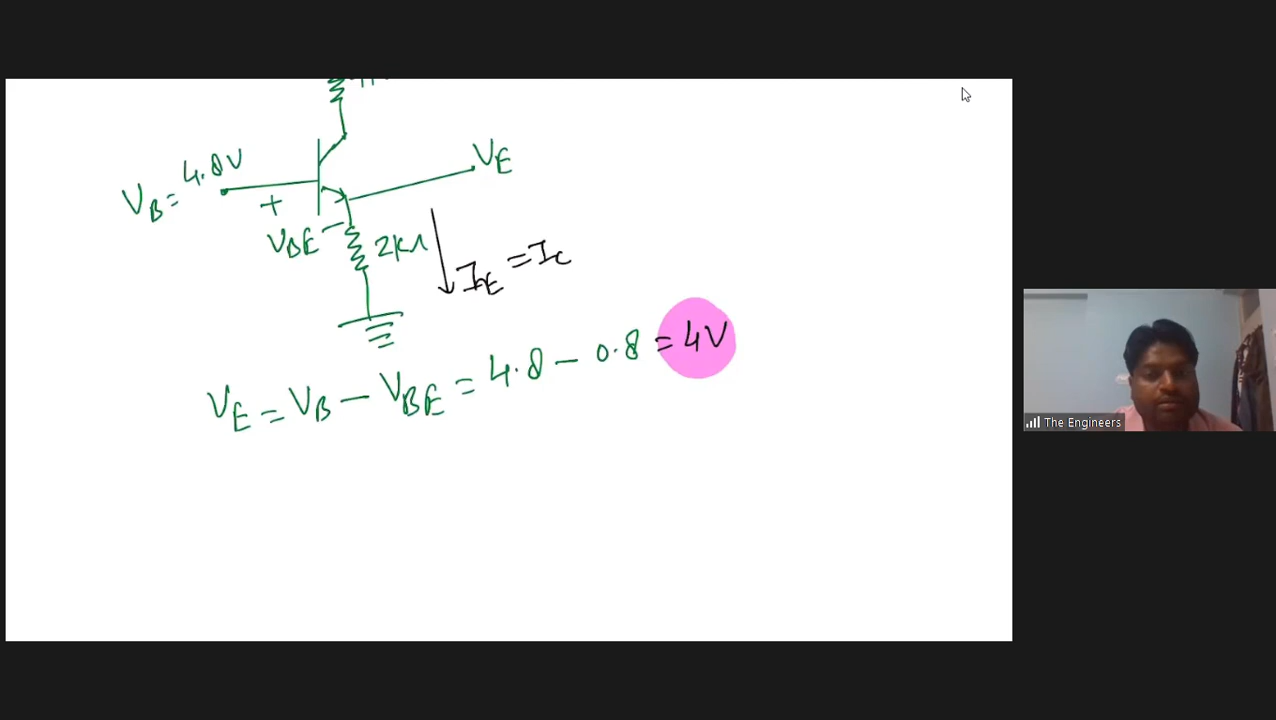 VB = 4.8V
VE
+
VBE −
2kΩ
IE = IC
VE = VB − VBE = 4.8 − 0.8 = 4V
The Engineers